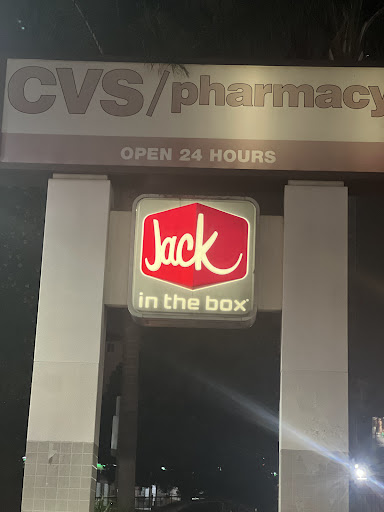 CVS/pharmacy
OPEN 24 HOURS
Jack
in the box